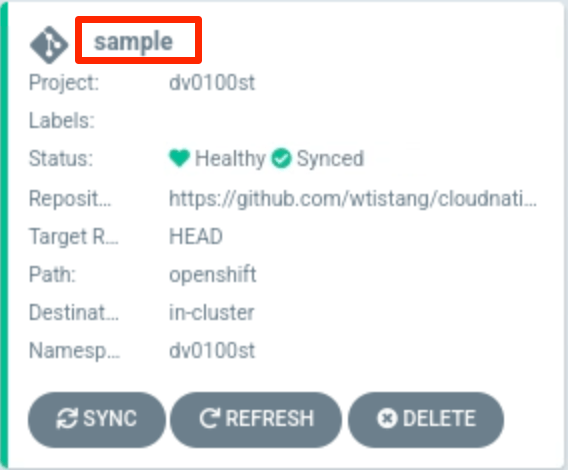 sample
Project: dv0100st
Labels:
Status: Healthy Synced
Reposit... https://github.com/wtistang/cloudnati...
Target R... HEAD
Path: openshift
Destinat... in-cluster
Namesp... dv0100st
SYNC REFRESH DELETE